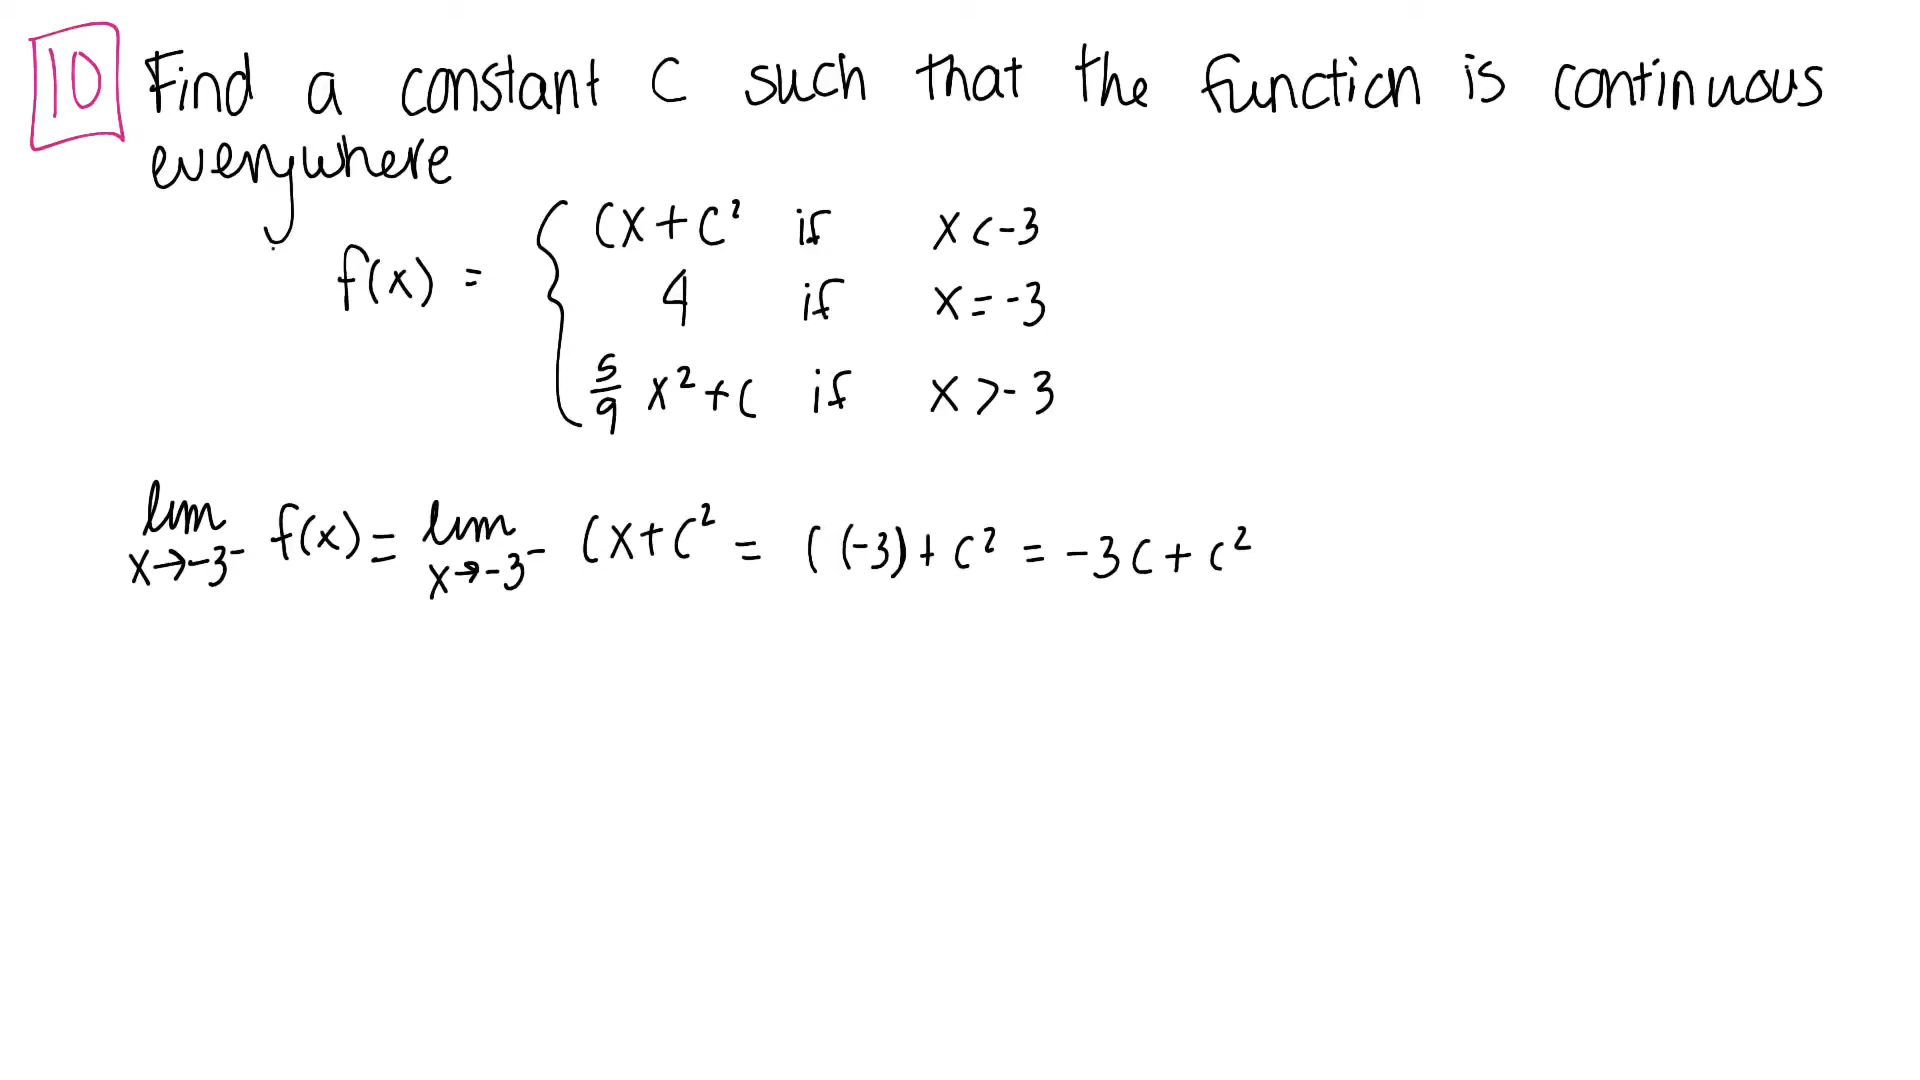 10 Find a constant C such that the function is continuous
everywhere
f(x) = { Cx + C² if x < -3
4 if x = -3
5/9 x² + C if x > -3
lim x→-3⁻ f(x) = lim x→-3⁻ Cx + C² = C(-3) + C² = -3C + C²